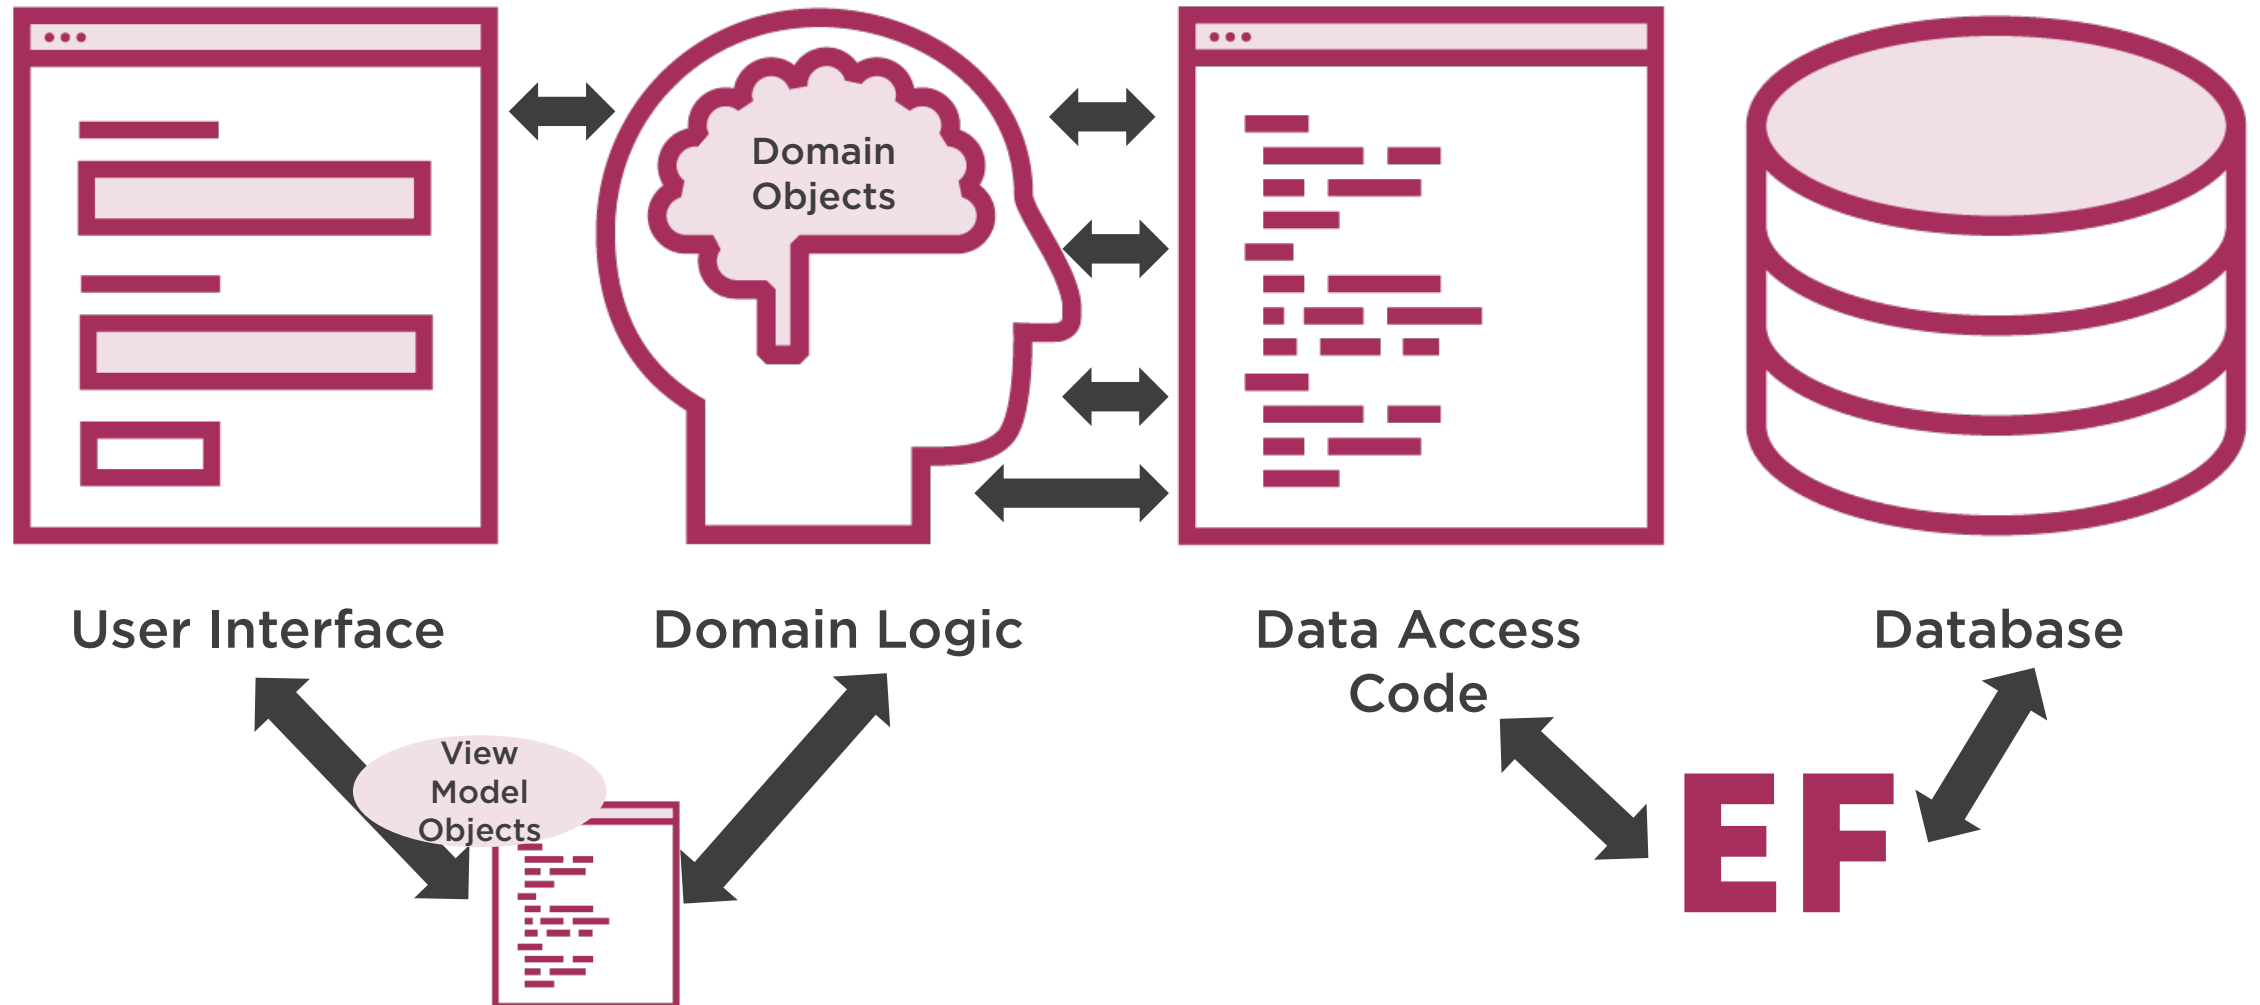 Domain
Objects
User Interface
Domain Logic
Data Access
Code
Database
View
Model
Objects
EF